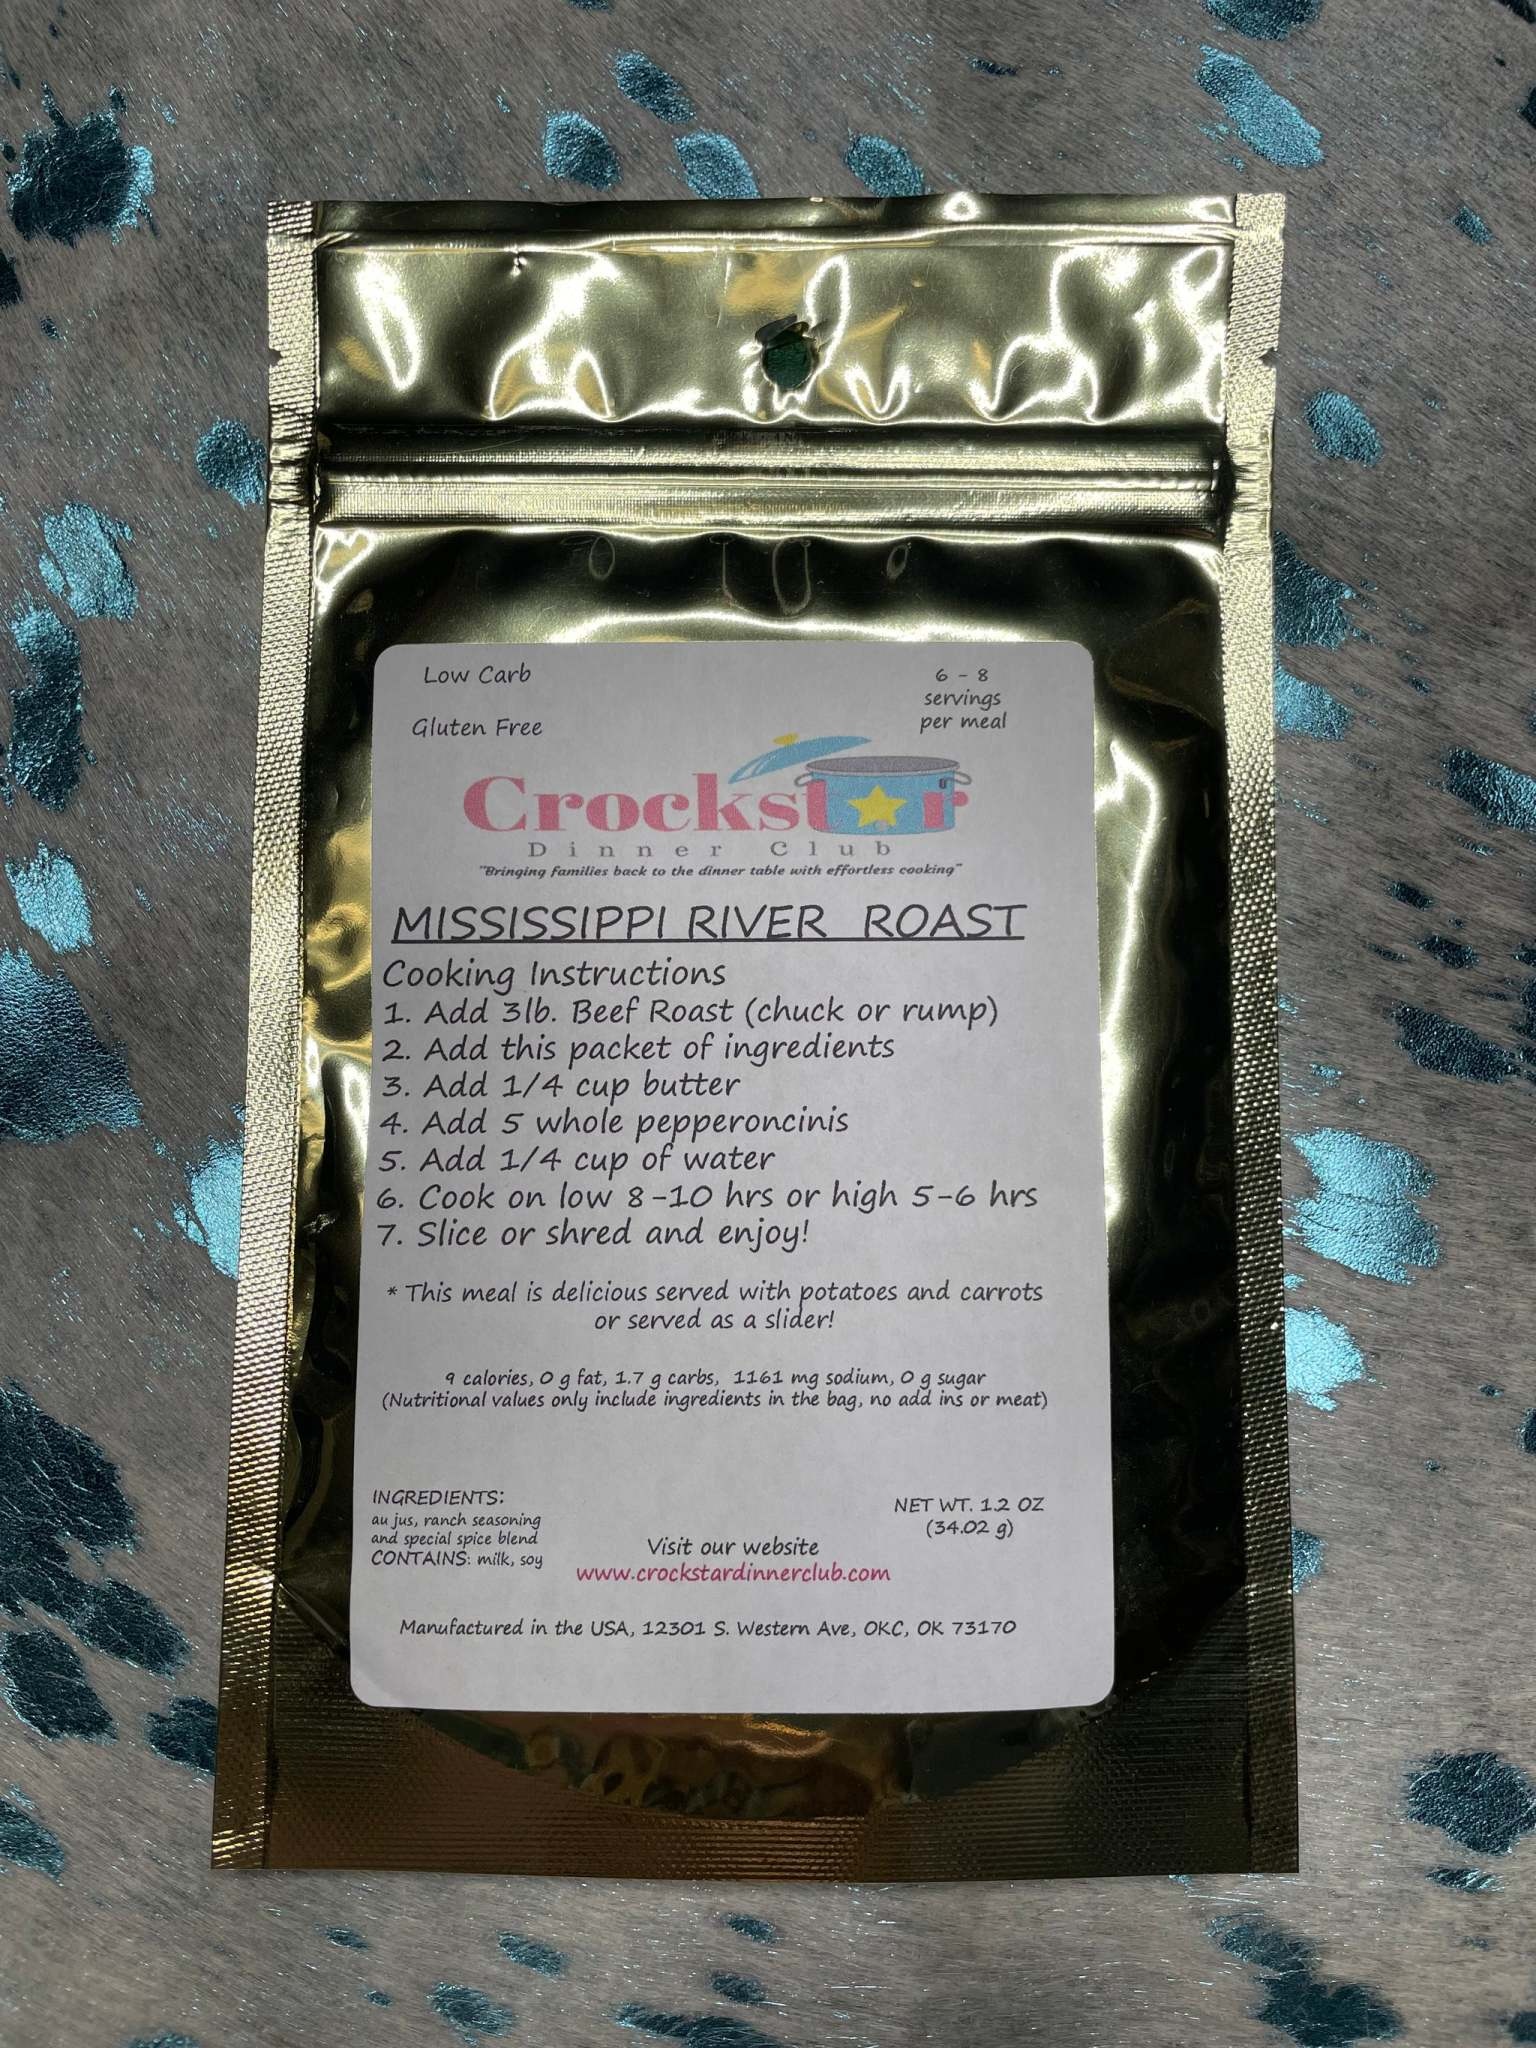 Low Carb
6 - 8
servings
per meal
Gluten Free
Crockstar
Dinner Club
"Bringing families back to the dinner table with effortless cooking"
MISSISSIPPI RIVER ROAST
Cooking Instructions
1. Add 3lb. Beef Roast (chuck or rump)
2. Add this packet of ingredients
3. Add 1/4 cup butter
4. Add 5 whole pepperoncinis
5. Add 1/4 cup of water
6. Cook on low 8-10 hrs or high 5-6 hrs
7. Slice or shred and enjoy!
* This meal is delicious served with potatoes and carrots
or served as a slider!
9 calories, 0 g fat, 1.7 g carbs, 1161 mg sodium, 0 g sugar
(Nutritional values only include ingredients in the bag, no add ins or meat)
INGREDIENTS:
au jus, ranch seasoning
and special spice blend
CONTAINS: milk, soy
NET WT. 1.2 OZ
(34.02 g)
Visit our website
www.crockstardinnerclub.com
Manufactured in the USA, 12301 S. Western Ave, OKC, OK 73170